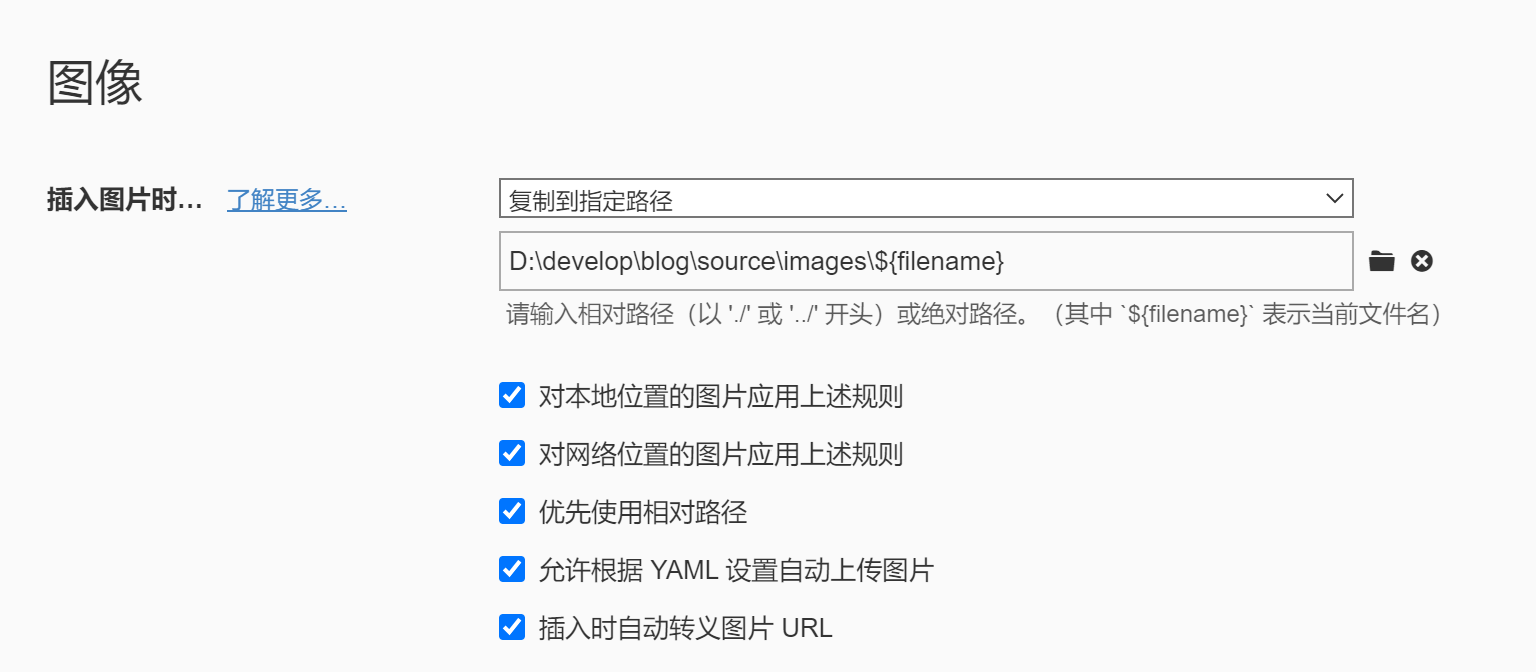 图像
插入图片时... 了解更多...
复制到指定路径
D:\develop\blog\source\images\${filename}
请输入相对路径（以 './' 或 '../' 开头）或绝对路径。（其中 `${filename}` 表示当前文件名）
对本地位置的图片应用上述规则
对网络位置的图片应用上述规则
优先使用相对路径
允许根据 YAML 设置自动上传图片
插入时自动转义图片 URL